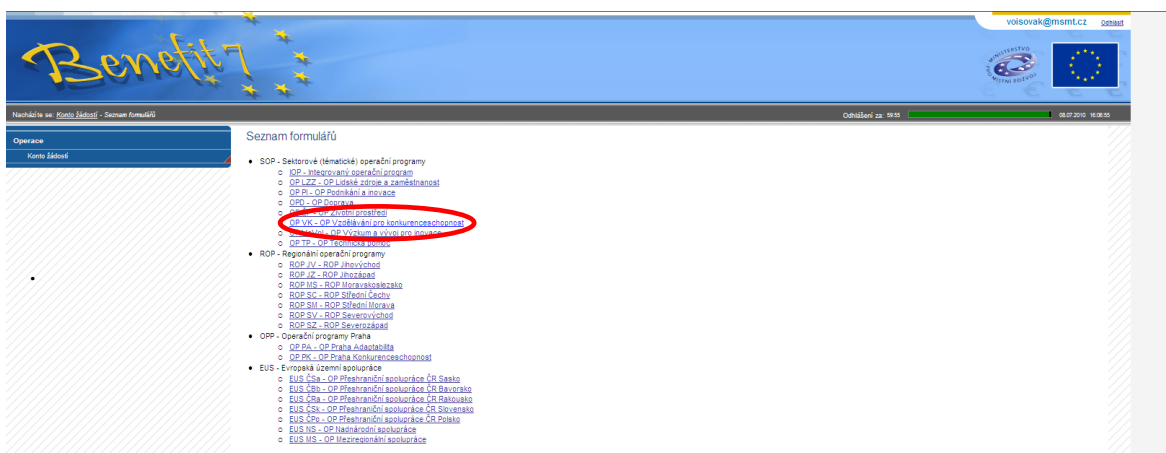 voisovak@msmt.cz Odhlásit
Benefit7
MINISTERSTVO
PRO MÍSTNÍ ROZVOJ
Nacházíte se: Konto žádostí - Seznam formulářů
Odhlášení za: 59:55
08.07.2010 16:06:55
Operace
Konto žádostí
Seznam formulářů
SOP - Sektorové (tématické) operační programy
IOP - Integrovaný operační program
OP LZZ - OP Lidské zdroje a zaměstnanost
OP PI - OP Podnikání a inovace
OPD - OP Doprava
OP ŽP - OP Životní prostředí
OP VK - OP Vzdělávání pro konkurenceschopnost
OP VaVpI - OP Výzkum a vývoj pro inovace
OP TP - OP Technická pomoc
ROP - Regionální operační programy
ROP JV - ROP Jihovýchod
ROP JZ - ROP Jihozápad
ROP MS - ROP Moravskoslezsko
ROP SC - ROP Střední Čechy
ROP SM - ROP Střední Morava
ROP SV - ROP Severovýchod
ROP SZ - ROP Severozápad
OPP - Operační programy Praha
OP PA - OP Praha Adaptabilita
OP PK - OP Praha Konkurenceschopnost
EUS - Evropská územní spolupráce
EUS ČSa - OP Přeshraniční spolupráce ČR Sasko
EUS ČBb - OP Přeshraniční spolupráce ČR Bavorsko
EUS ČRa - OP Přeshraniční spolupráce ČR Rakousko
EUS ČSk - OP Přeshraniční spolupráce ČR Slovensko
EUS ČPo - OP Přeshraniční spolupráce ČR Polsko
EUS NS - OP Nadnárodní spolupráce
EUS MS - OP Meziregionální spolupráce